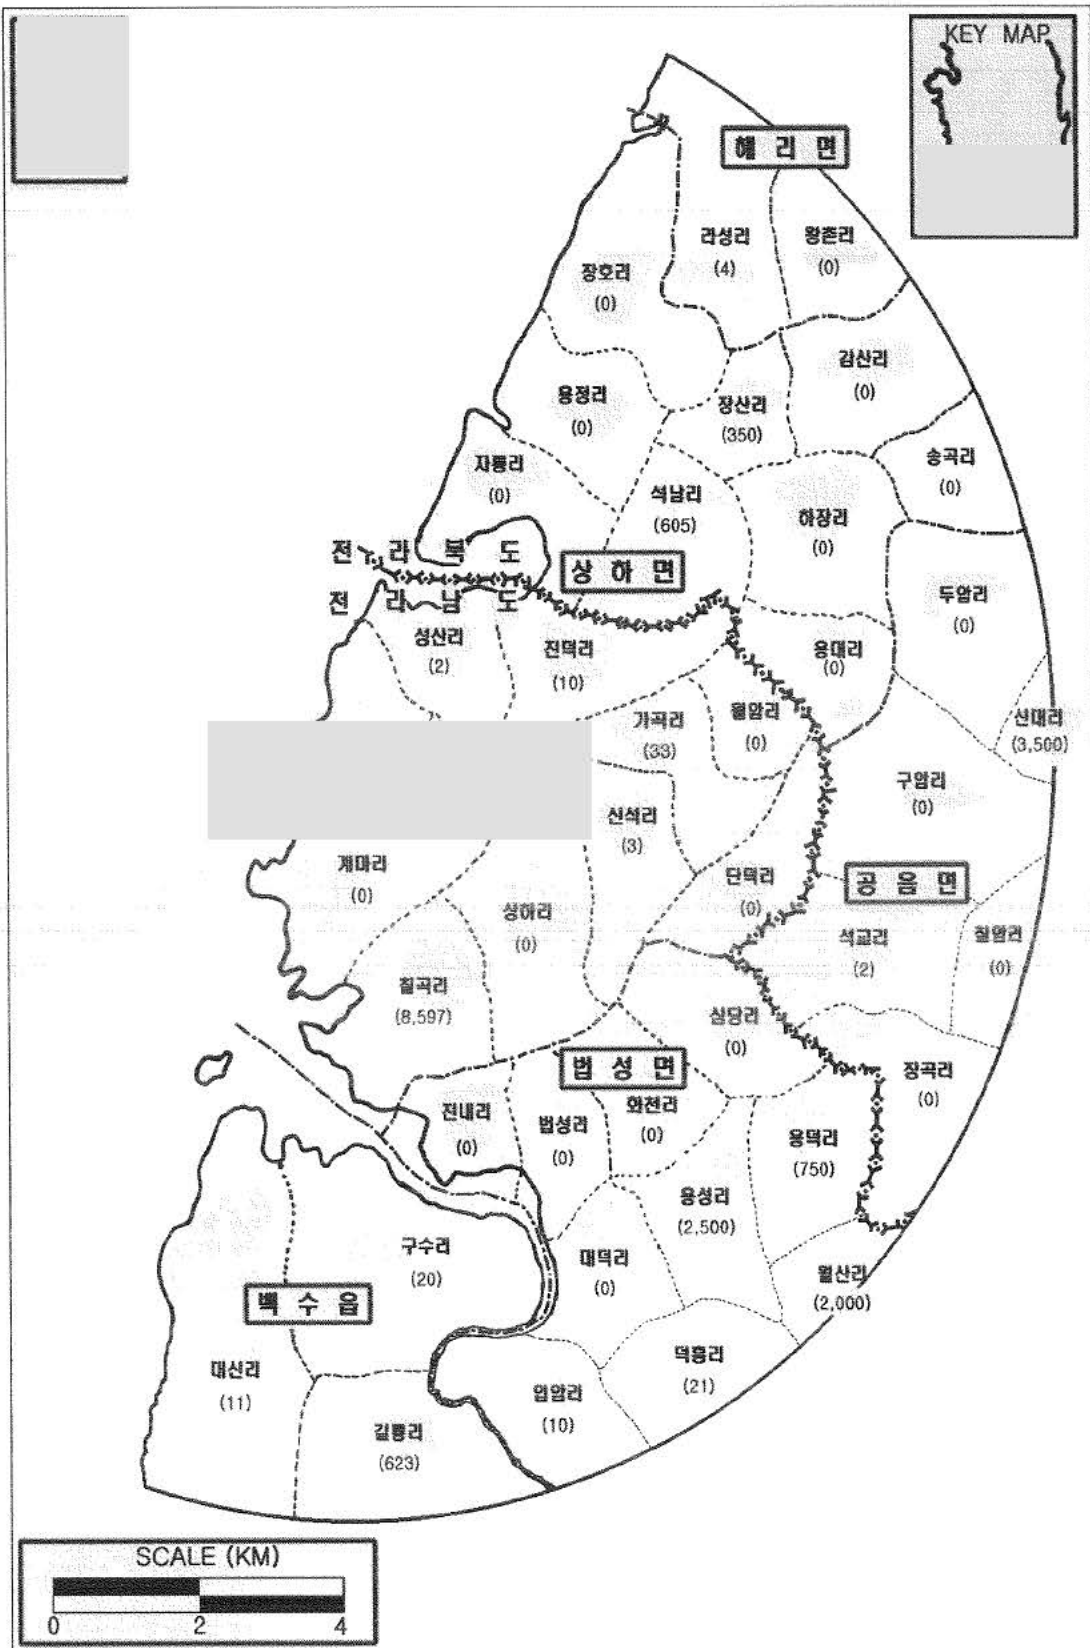 KEY MAP
해 리 면
라성리
(4)
왕촌리
(0)
장호리
(0)
용정리
(0)
장산리
(350)
김산리
(0)
송곡리
(0)
자룡리
(0)
석남리
(605)
하장리
(0)
전 라 북 도
상 하 면
전 라 남 도
두암리
(0)
성산리
(2)
진덕리
(10)
용대리
(0)
가곡리
(33)
월암리
(0)
신대리
(3,500)
구암리
(0)
신석리
(3)
계마리
(0)
단덕리
(0)
공 음 면
상하리
(0)
석교리
(2)
칠암리
(0)
칠곡리
(8,597)
삼당리
(0)
법 성 면
장곡리
(0)
진내리
(0)
법성리
(0)
화천리
(0)
용덕리
(750)
용성리
(2,500)
구수리
(20)
대덕리
(0)
월산리
(2,000)
백 수 읍
대신리
(11)
덕흥리
(21)
입암리
(10)
길룡리
(623)
SCALE (KM)
0 2 4